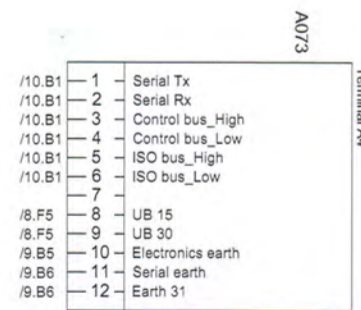 A073
/10.B1 1 Serial Tx
/10.B1 2 Serial Rx
/10.B1 3 Control bus_High
/10.B1 4 Control bus_Low
/10.B1 5 ISO bus_High
/10.B1 6 ISO bus_Low
7
/8.F5 8 UB 15
/8.F5 9 UB 30
/9.B5 10 Electronics earth
/9.B6 11 Serial earth
/9.B6 12 Earth 31